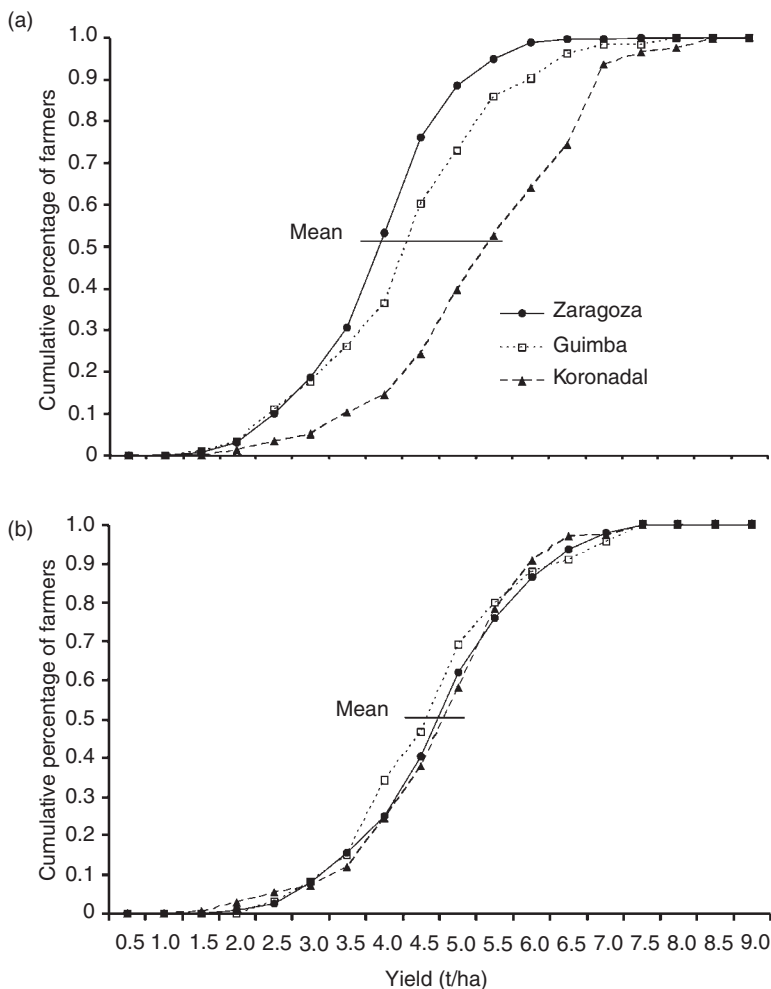 (a)
Cumulative percentage of farmers
1.0
0.9
0.8
0.7
0.6
0.5
0.4
0.3
0.2
0.1
0
Mean
Zaragoza
Guimba
Koronadal
(b)
Cumulative percentage of farmers
1.0
0.9
0.8
0.7
0.6
0.5
0.4
0.3
0.2
0.1
0
Mean
0.5 1.0 1.5 2.0 2.5 3.0 3.5 4.0 4.5 5.0 5.5 6.0 6.5 7.0 7.5 8.0 8.5 9.0
Yield (t/ha)